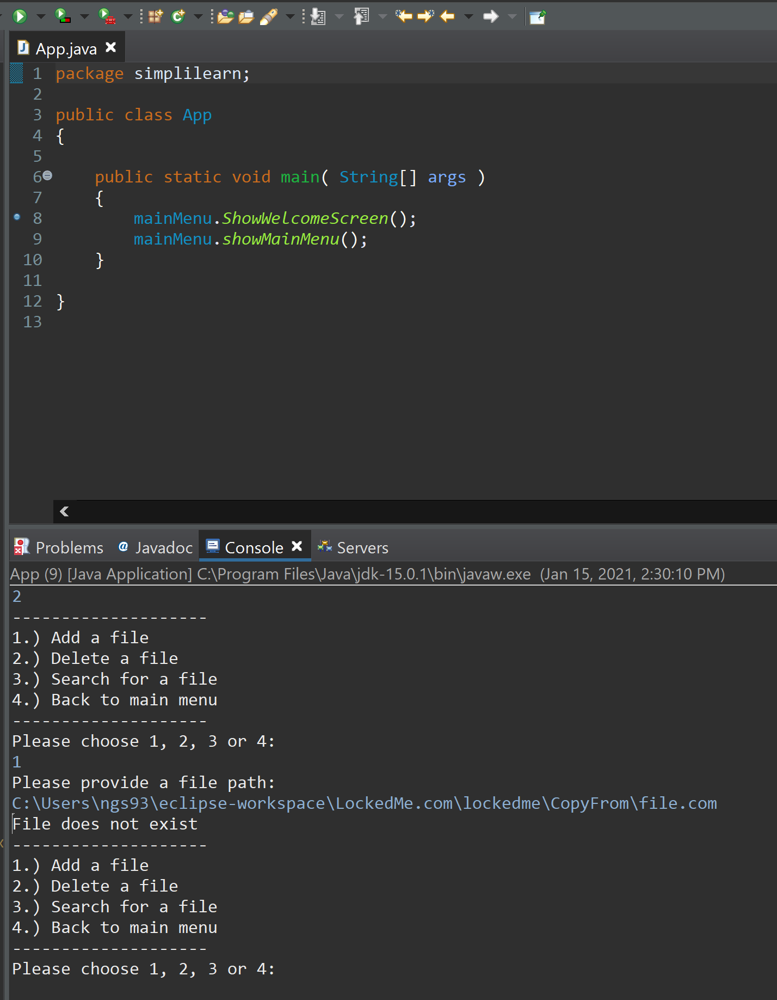 App.java
1 package simplilearn;
2
3 public class App
4 {
5
6 public static void main( String[] args )
7 {
8 mainMenu.ShowWelcomeScreen();
9 mainMenu.showMainMenu();
10 }
11
12 }
13
Problems @ Javadoc Console Servers
App (9) [Java Application] C:\Program Files\Java\jdk-15.0.1\bin\javaw.exe (Jan 15, 2021, 2:30:10 PM)
2
--------------------
1.) Add a file
2.) Delete a file
3.) Search for a file
4.) Back to main menu
--------------------
Please choose 1, 2, 3 or 4:
1
Please provide a file path:
C:\Users\ngs93\eclipse-workspace\LockedMe.com\lockedme\CopyFrom\file.com
File does not exist
--------------------
1.) Add a file
2.) Delete a file
3.) Search for a file
4.) Back to main menu
--------------------
Please choose 1, 2, 3 or 4: